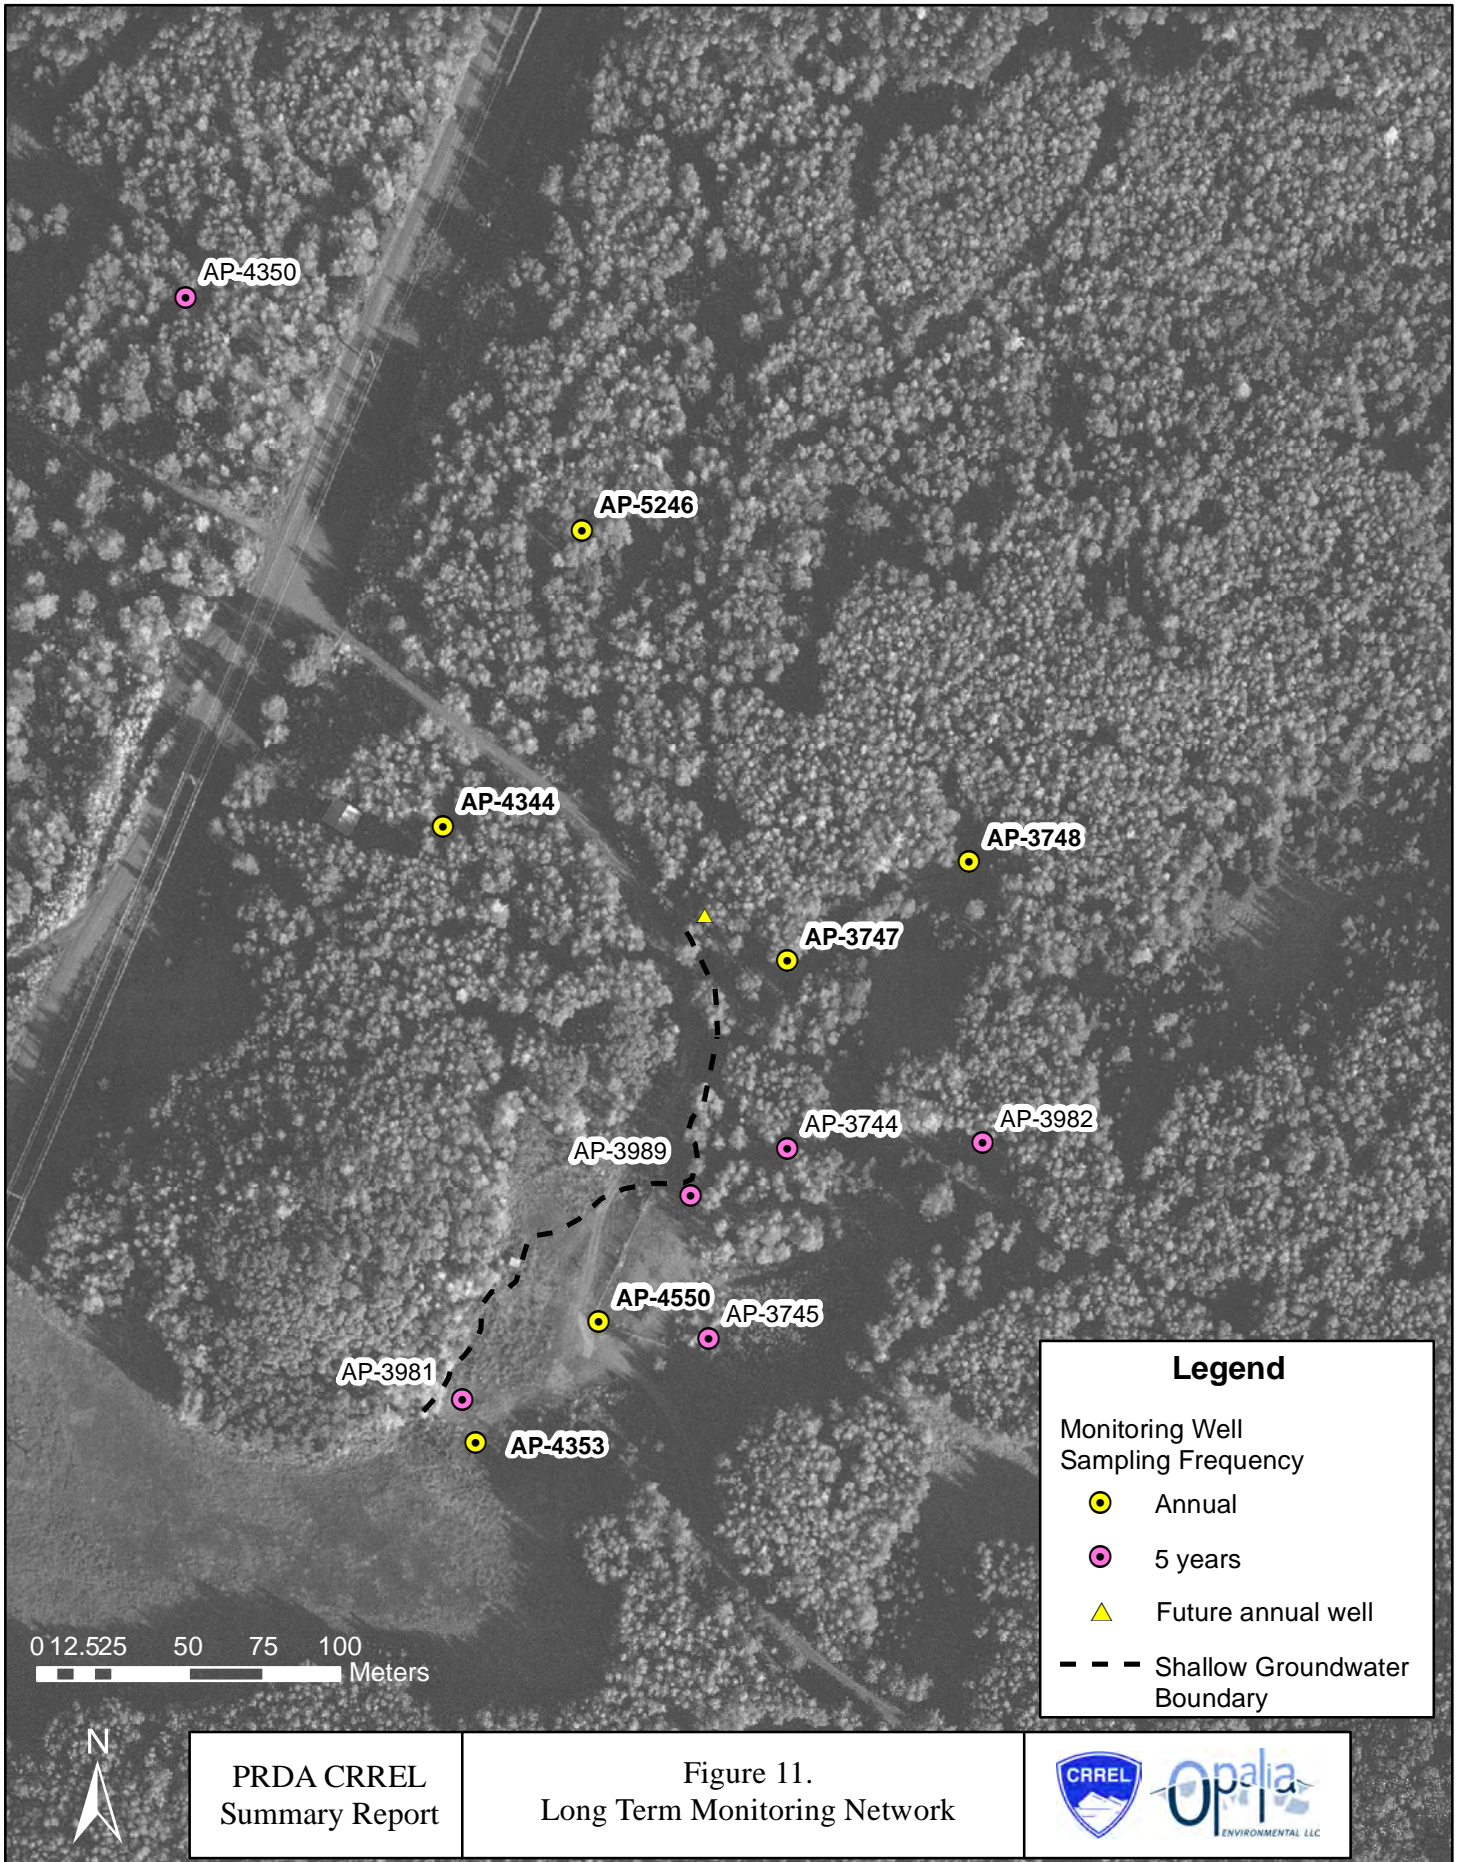 AP-4350
AP-5246
AP-4344
AP-3748
AP-3747
AP-3744
AP-3982
AP-3989
AP-4550
AP-3745
AP-3981
AP-4353
Legend
Monitoring Well
Sampling Frequency
Annual
5 years
Future annual well
Shallow Groundwater
Boundary
0 12.5 25 50 75 100
Meters
N
PRDA CRREL
Summary Report
Figure 11.
Long Term Monitoring Network
CRREL
Opalia
ENVIRONMENTAL LLC